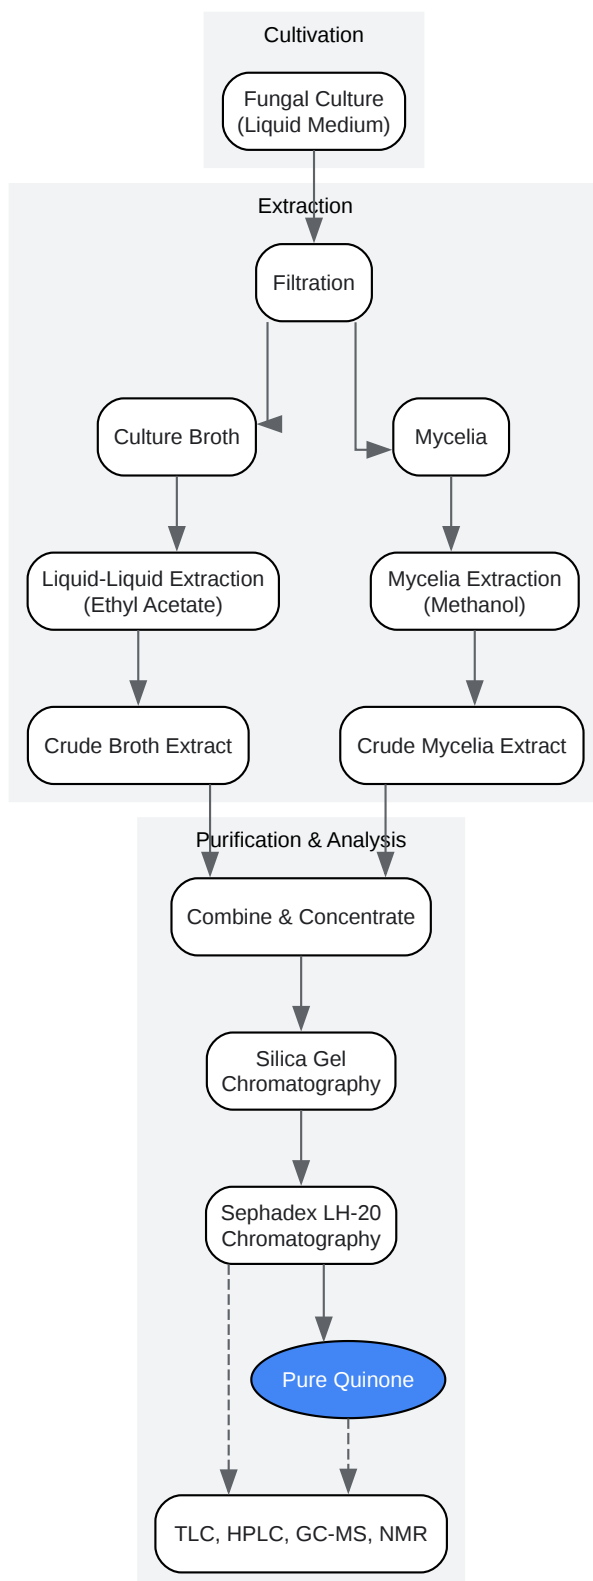 Cultivation
Fungal Culture
(Liquid Medium)
Extraction
Filtration
Culture Broth
Mycelia
Liquid-Liquid Extraction
(Ethyl Acetate)
Mycelia Extraction
(Methanol)
Crude Broth Extract
Crude Mycelia Extract
Purification & Analysis
Combine & Concentrate
Silica Gel
Chromatography
Sephadex LH-20
Chromatography
Pure Quinone
TLC, HPLC, GC-MS, NMR